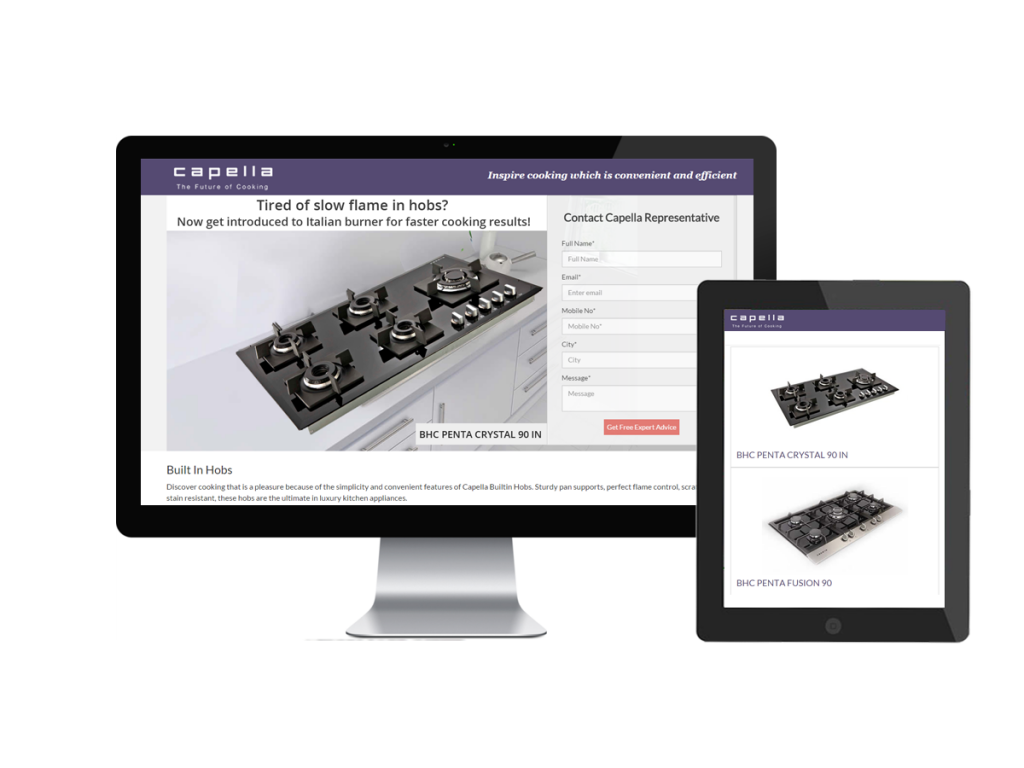 capella
The Future of Cooking
Inspire cooking which is convenient and efficient
Tired of slow flame in hobs?
Now get introduced to Italian burner for faster cooking results!
BHC PENTA CRYSTAL 90 IN
Contact Capella Representative
Full Name*
Full Name
Email*
Enter email
Mobile No*
Mobile No*
City*
City
Message*
Message
Get Free Expert Advice
Built In Hobs
Discover cooking that is a pleasure because of the simplicity and convenient features of Capella Builtin Hobs. Sturdy pan supports, perfect flame control,
stain resistant, these hobs are the ultimate in luxury kitchen appliances.
capella
The Future of Cooking
BHC PENTA CRYSTAL 90 IN
BHC PENTA FUSION 90